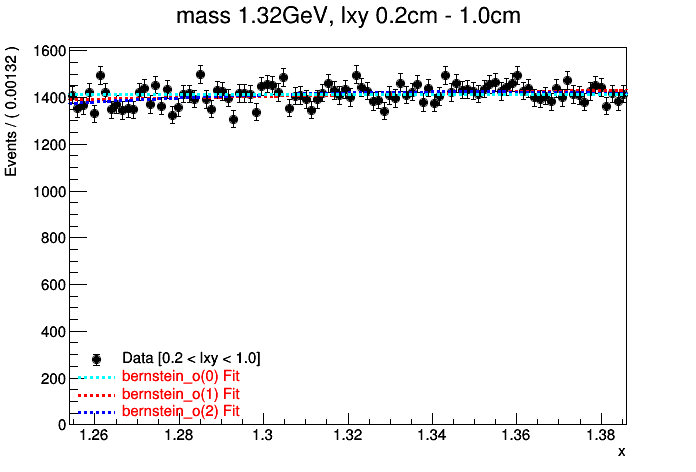 mass 1.32GeV, lxy 0.2cm - 1.0cm
Events / ( 0.00132 )
1600
1400
1200
1000
800
600
400
200
0
Data [0.2 < lxy < 1.0]
bernstein_o(0) Fit
bernstein_o(1) Fit
bernstein_o(2) Fit
1.26 1.28 1.3 1.32 1.34 1.36 1.38
x